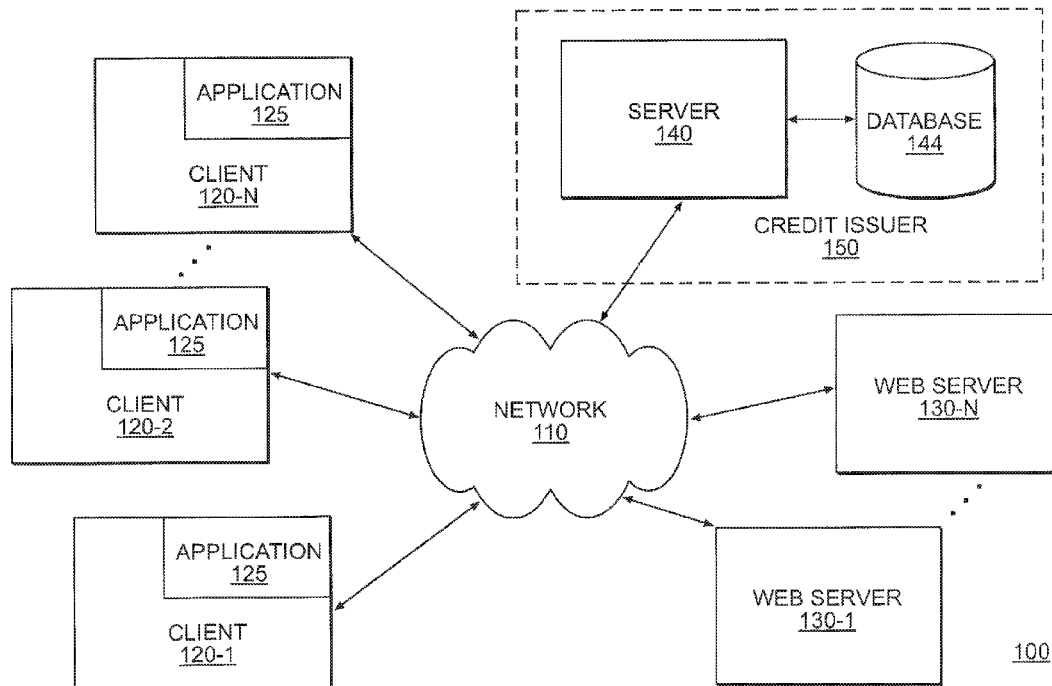 APPLICATION
125
CLIENT
120-N
SERVER
140
DATABASE
144
CREDIT ISSUER
150
APPLICATION
125
CLIENT
120-2
NETWORK
110
WEB SERVER
130-N
APPLICATION
125
CLIENT
120-1
WEB SERVER
130-1
100